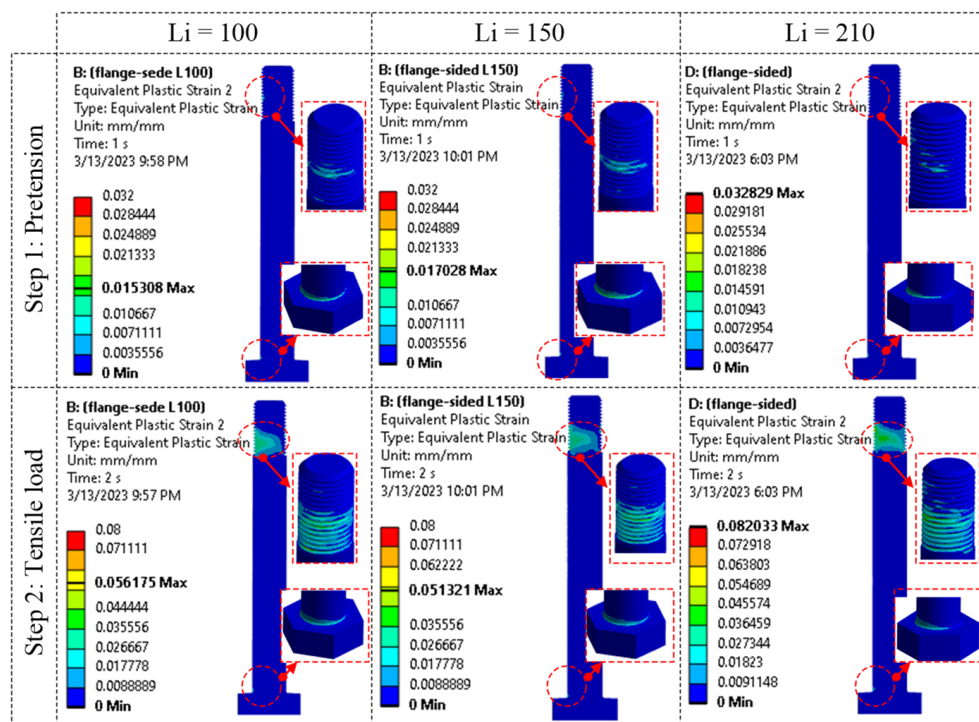 Li = 100
Li = 150
Li = 210
Step 1 : Pretension
B: (flange-sede L100)
Equivalent Plastic Strain 2
Type: Equivalent Plastic Strain
Unit: mm/mm
Time: 1 s
3/13/2023 9:58 PM
0.032
0.028444
0.024889
0.021333
0.015308 Max
0.010667
0.0071111
0.0035556
0 Min
B: (flange-sided L150)
Equivalent Plastic Strain
Type: Equivalent Plastic Strain
Unit: mm/mm
Time: 1 s
3/13/2023 10:01 PM
0.032
0.028444
0.024889
0.021333
0.017028 Max
0.010667
0.0071111
0.0035556
0 Min
D: (flange-sided)
Equivalent Plastic Strain
Type: Equivalent Plastic Strain
Unit: mm/mm
Time: 1 s
3/13/2023 6:03 PM
0.032829 Max
0.029181
0.025534
0.021886
0.018238
0.014591
0.010943
0.0072954
0.0036477
0 Min
Step 2: Tensile load
B: (flange-sede L100)
Equivalent Plastic Strain 2
Type: Equivalent Plastic Strain
Unit: mm/mm
Time: 2 s
3/13/2023 9:57 PM
0.08
0.071111
0.056175 Max
0.044444
0.035556
0.026667
0.017778
0.0088889
0 Min
B: (flange-sided L150)
Equivalent Plastic Strain
Type: Equivalent Plastic Strain
Unit: mm/mm
Time: 2 s
3/13/2023 10:01 PM
0.08
0.071111
0.062222
0.051321 Max
0.035556
0.026667
0.017778
0.0088889
0 Min
D: (flange-sided)
Equivalent Plastic Strain
Type: Equivalent Plastic Strain
Unit: mm/mm
Time: 2 s
3/13/2023 6:03 PM
0.082033 Max
0.072918
0.063803
0.054689
0.045574
0.036459
0.027344
0.01823
0.0091148
0 Min